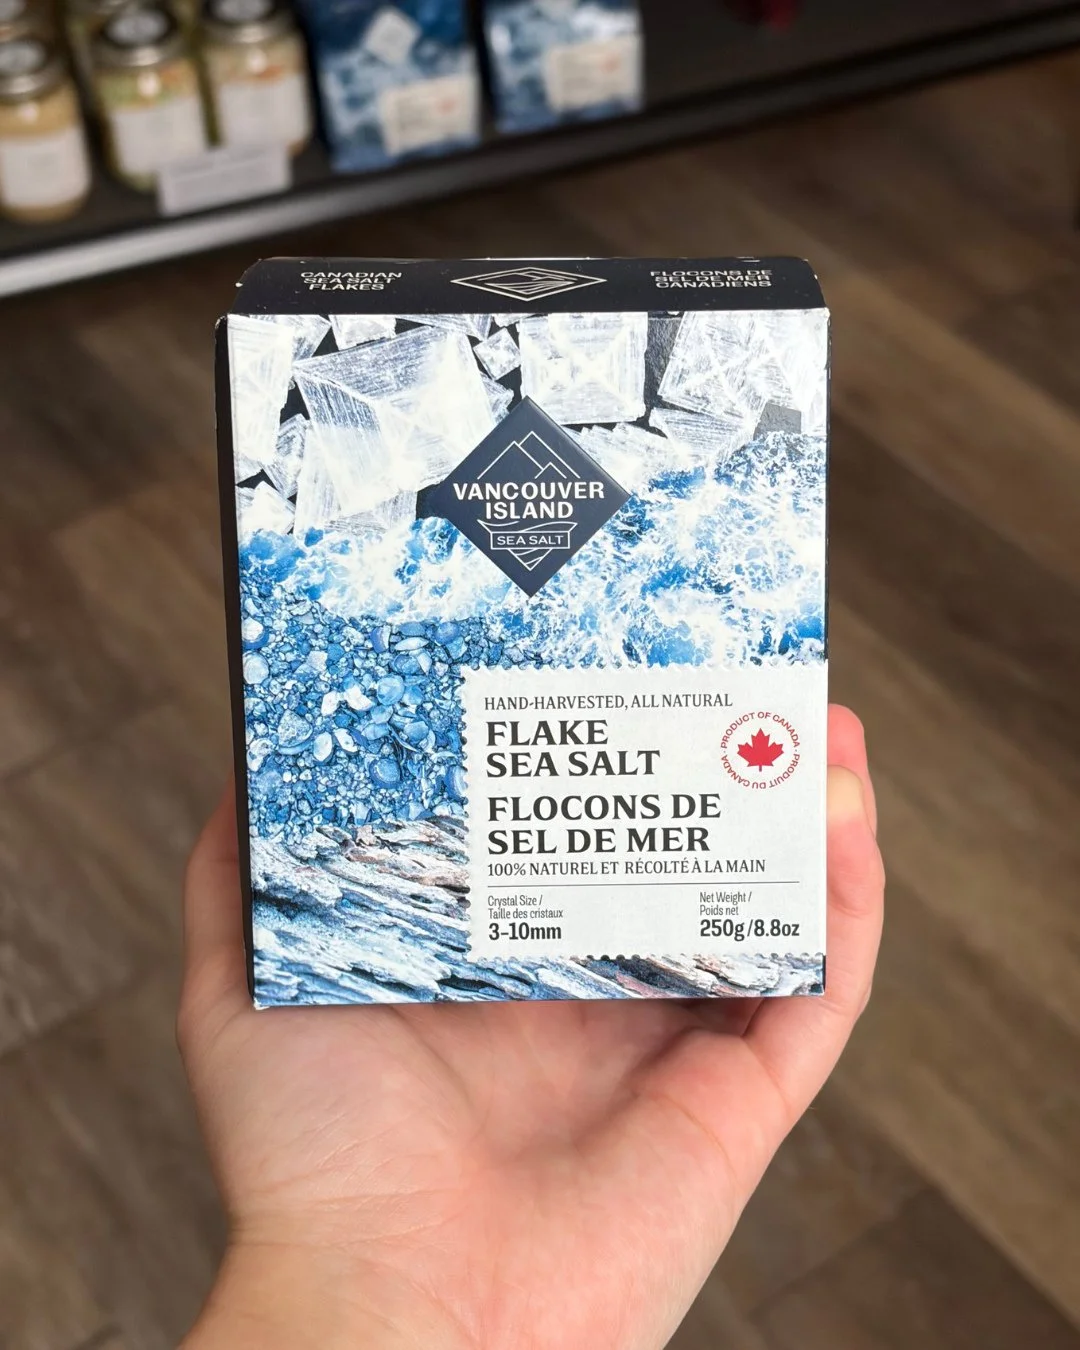 CANADIAN
SEA SALT
FLAKES
FLOCONS DE
SEL DE MER
CANADIENS
VANCOUVER
ISLAND
SEA SALT
HAND-HARVESTED, ALL NATURAL
FLAKE
SEA SALT
PRODUCT OF CANADA · PRODUIT DU CANADA ·
FLOCONS DE
SEL DE MER
100% NATUREL ET RÉCOLTÉ À LA MAIN
Crystal Size /
Taille des cristaux
3-10mm
Net Weight /
Poids net
250g/8.8oz